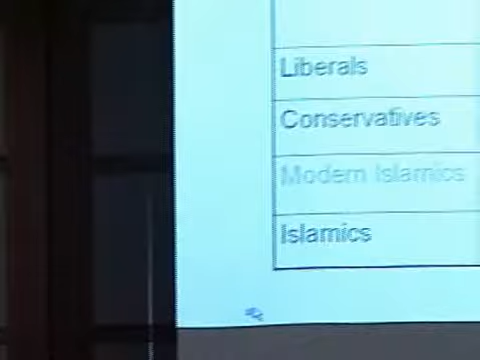 Liberals
Conservatives
Modern Islamics
Islamics